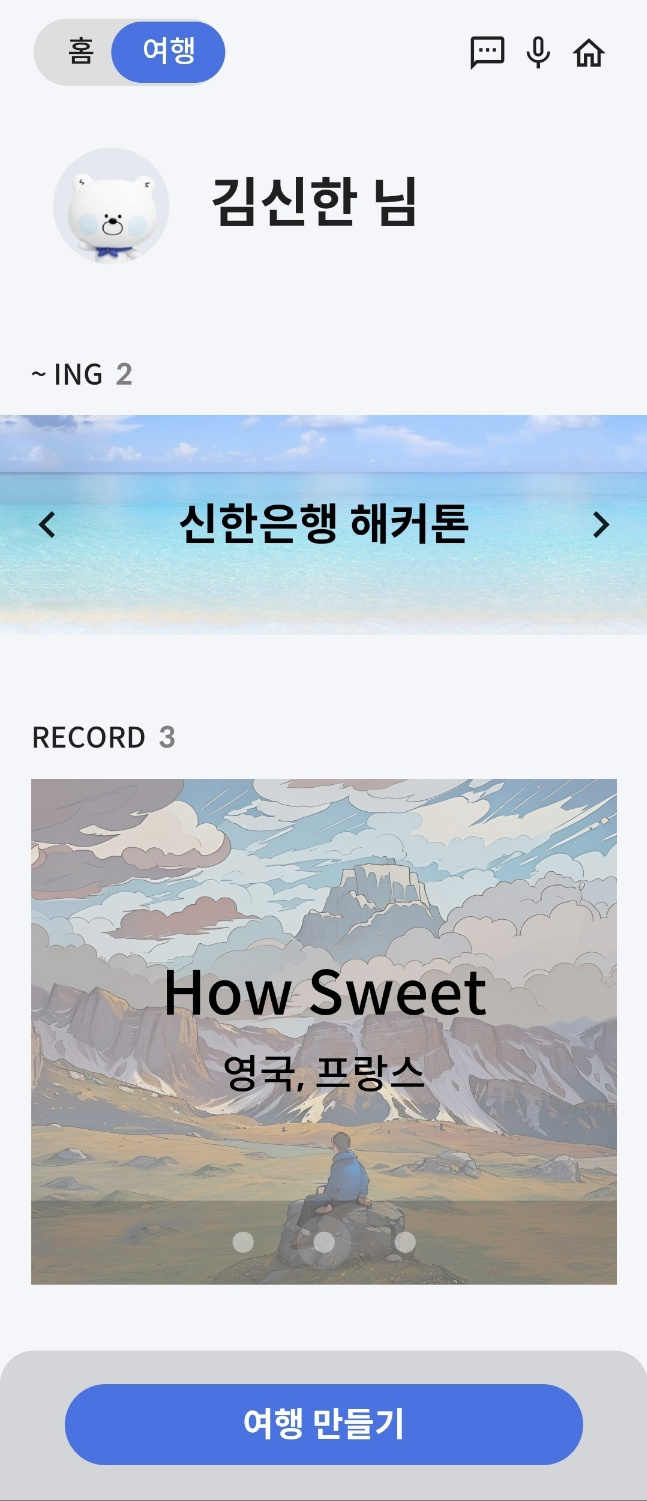 홈 여행
김신한 님
~ ING 2
신한은행 해커톤
RECORD 3
How Sweet
영국, 프랑스
여행 만들기